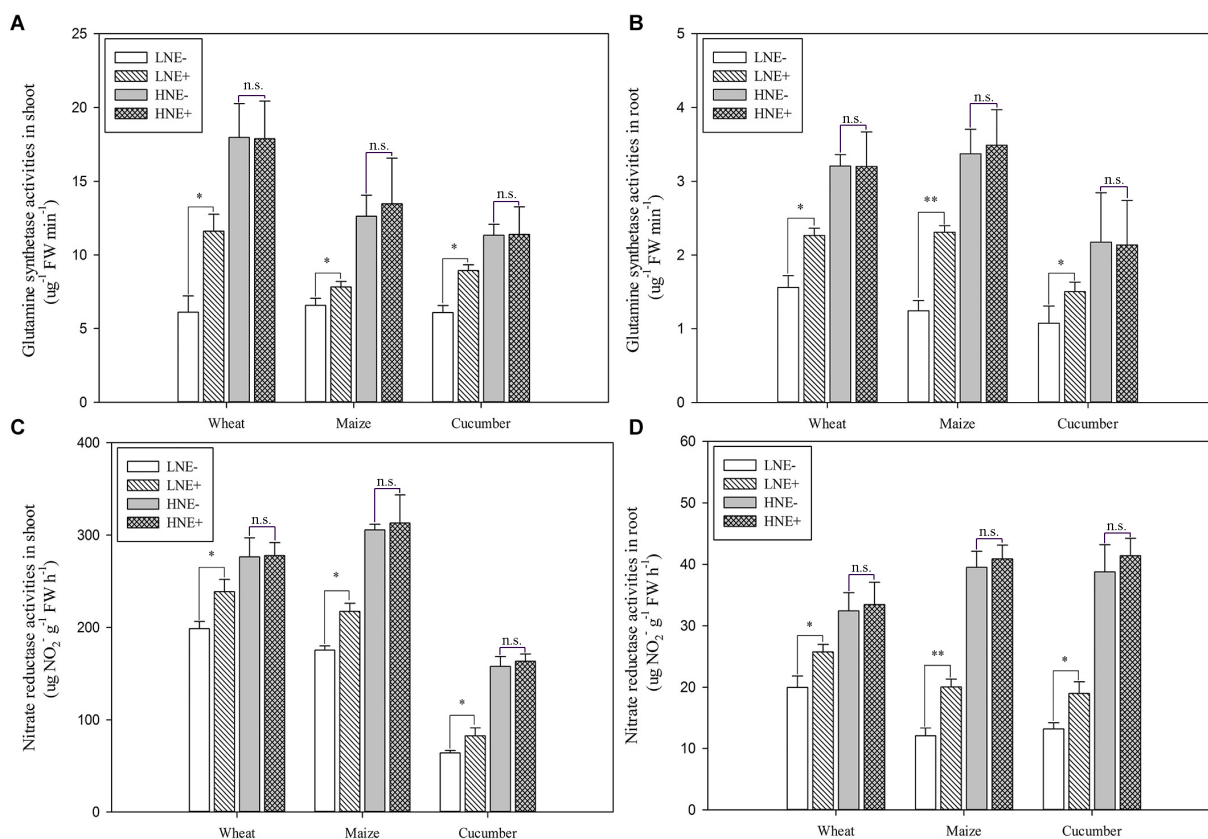 A
Glutamine synthetase activities in shoot
(ug⁻¹ FW min⁻¹)
25
20
15
10
5
0
LNE-
LNE+
HNE-
HNE+
*
n.s.
*
n.s.
*
n.s.
Wheat
Maize
Cucumber
B
Glutamine synthetase activities in root
(ug⁻¹ FW min⁻¹)
5
4
3
2
1
0
LNE-
LNE+
HNE-
HNE+
*
n.s.
**
n.s.
*
n.s.
Wheat
Maize
Cucumber
C
Nitrate reductase activities in shoot
(ug NO₂⁻ g⁻¹ FW h⁻¹)
400
300
200
100
0
LNE-
LNE+
HNE-
HNE+
*
n.s.
*
n.s.
*
n.s.
Wheat
Maize
Cucumber
D
Nitrate reductase activities in root
(ug NO₂⁻ g⁻¹ FW h⁻¹)
60
50
40
30
20
10
0
LNE-
LNE+
HNE-
HNE+
*
n.s.
**
n.s.
*
n.s.
Wheat
Maize
Cucumber